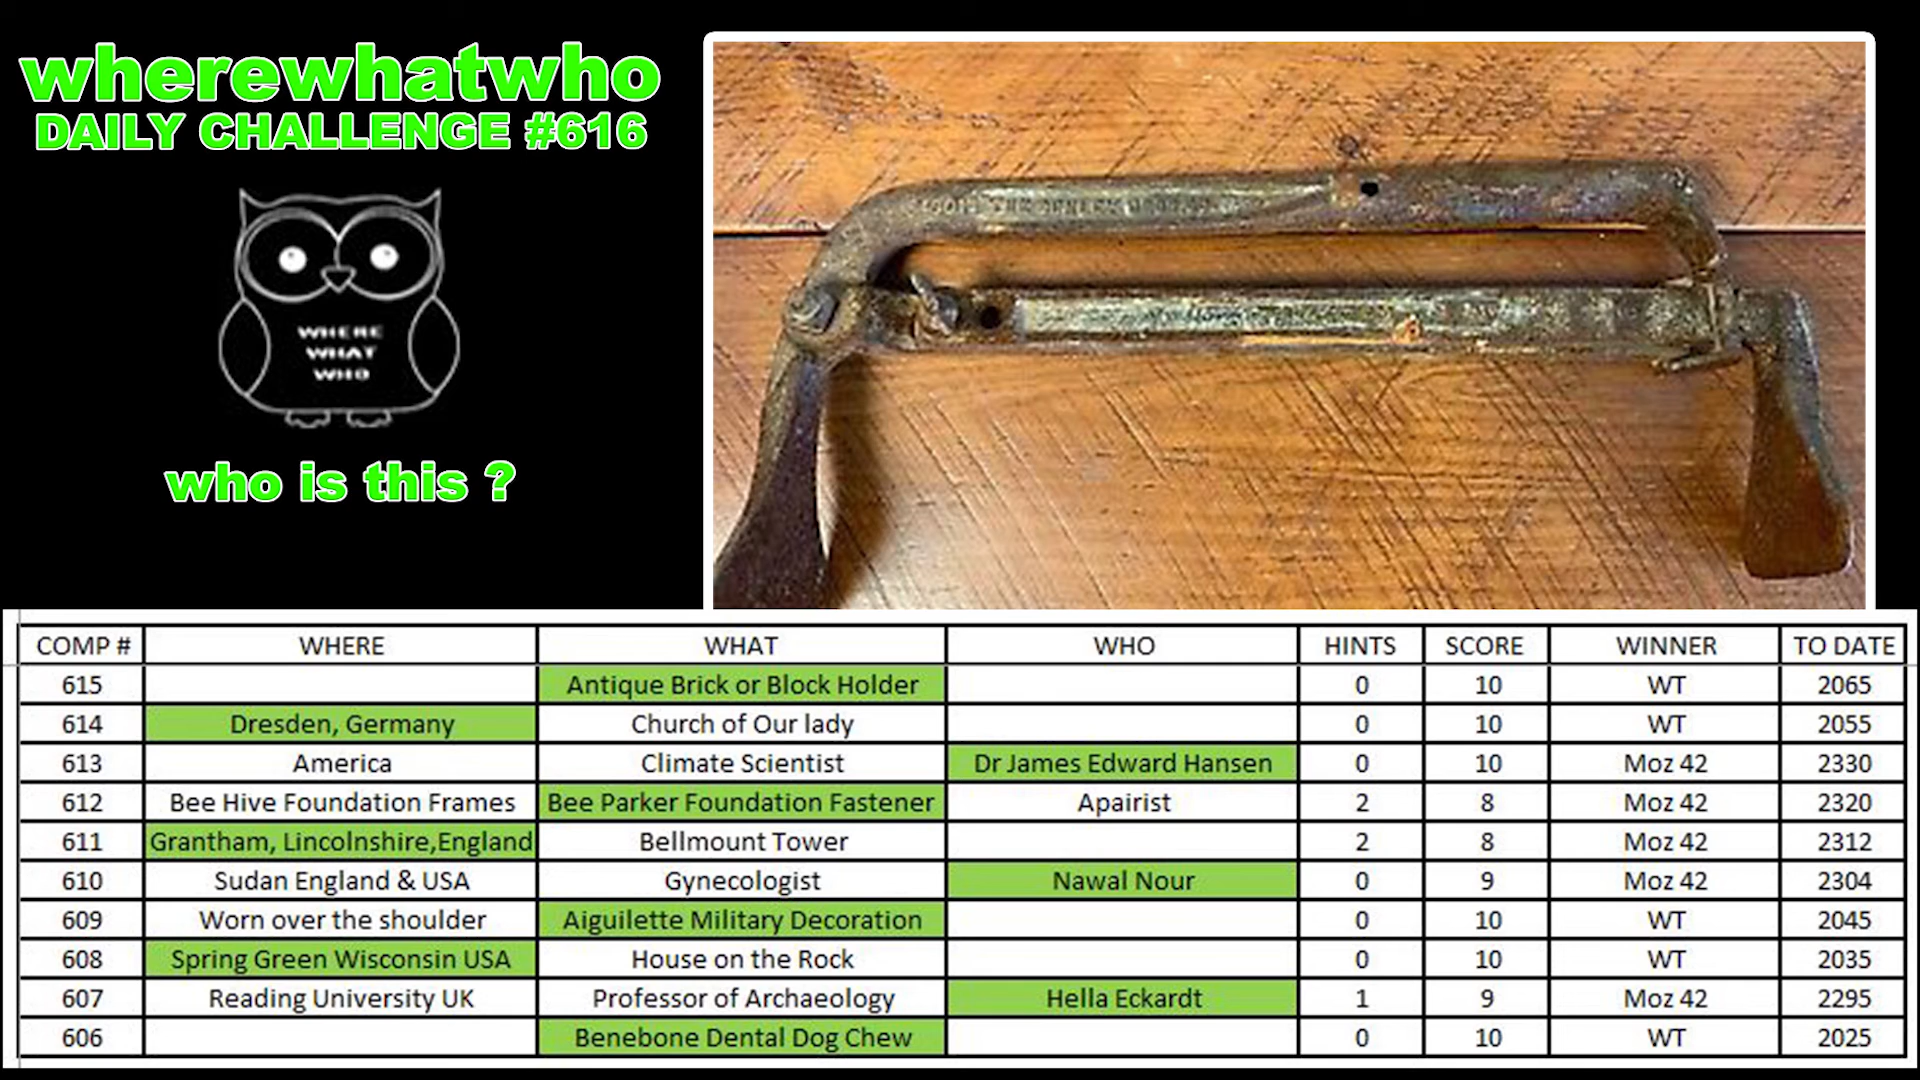 wherewhatwho
DAILY CHALLENGE #616
WHERE
WHAT
WHO
who is this ?
COMP # WHERE WHAT WHO HINTS SCORE WINNER TO DATE
615 Antique Brick or Block Holder 0 10 WT 2065
614 Dresden, Germany Church of Our lady 0 10 WT 2055
613 America Climate Scientist Dr James Edward Hansen 0 10 Moz 42 2330
612 Bee Hive Foundation Frames Bee Parker Foundation Fastener Apairist 2 8 Moz 42 2320
611 Grantham, Lincolnshire,England Bellmount Tower 2 8 Moz 42 2312
610 Sudan England & USA Gynecologist Nawal Nour 0 9 Moz 42 2304
609 Worn over the shoulder Aiguilette Military Decoration 0 10 WT 2045
608 Spring Green Wisconsin USA House on the Rock 0 10 WT 2035
607 Reading University UK Professor of Archaeology Hella Eckardt 1 9 Moz 42 2295
606 Benebone Dental Dog Chew 0 10 WT 2025